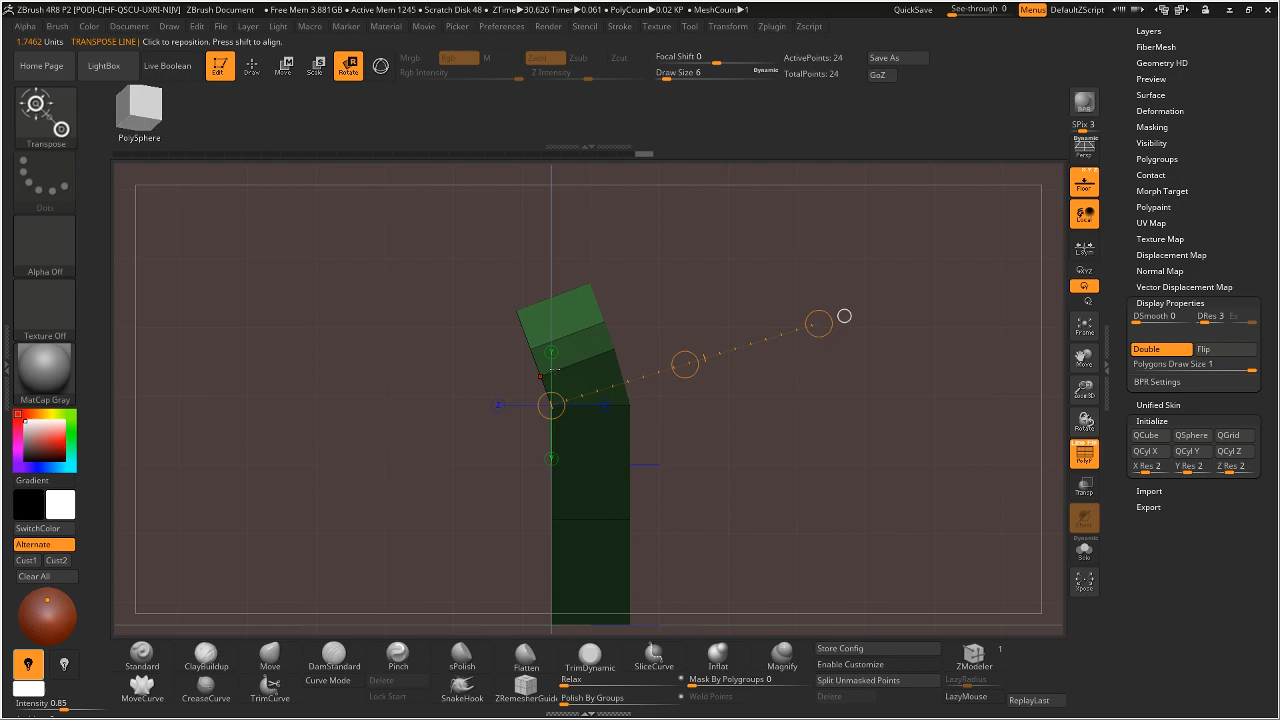 ZBrush 4R8 P2 [PODJ-CJHF-QSCU-UXRI-NIJV] ZBrush Document • Free Mem 3.881GB • Active Mem 1245 • Scratch Disk 48 • ZTime▶30.626 Timer▶0.061 • PolyCount▶0.02 KP • MeshCount▶1 QuickSave See-through 0 Menus DefaultZScript
Alpha Brush Color Document Draw Edit File Layer Light Macro Marker Material Movie Picker Preferences Render Stencil Stroke Texture Tool Transform Zplugin Zscript
1.7462 Units TRANSPOSE LINE| Click to reposition. Press shift to align.
Home Page LightBox Live Boolean Edit Draw Move Scale Rotate
Mrgb Rgb M Zadd Zsub Zcut Focal Shift 0 ActivePoints: 24 Save As
Rgb Intensity Z Intensity Draw Size 6 Dynamic TotalPoints: 24 GoZ
Transpose
PolySphere
Dots
Alpha Off
Texture Off
MatCap Gray
Gradient
SwitchColor
Alternate
Cust1 Cust2
Clear All
Intensity 0.85
Y
Y
BPR
SPix 3
Dynamic
Persp
X Y Z
Floor
Local
L.Sym
XYZ
Y
Z
Frame
Move
Zoom3D
Rotate
Line Fill
PolyF
Transp
Ghost
Dynamic
Solo
Xpose
Layers
FiberMesh
Geometry HD
Preview
Surface
Deformation
Masking
Visibility
Polygroups
Contact
Morph Target
Polypaint
UV Map
Texture Map
Displacement Map
Normal Map
Vector Displacement Map
Display Properties
DSmooth 0 DRes 3 Es
Double Flip
Polygons Draw Size 1
BPR Settings
Unified Skin
Initialize
QCube QSphere QGrid
QCyl X QCyl Y QCyl Z
X Res 2 Y Res 2 Z Res 2
Import
Export
Standard ClayBuildup Move DamStandard Pinch sPolish Flatten TrimDynamic SliceCurve Inflat Magnify
MoveCurve CreaseCurve TrimCurve Curve Mode Delete Lock Start SnakeHook ZRemesherGuide Relax Polish By Groups Mask By Polygroups 0 Weld Points
Store Config
Enable Customize
Split Unmasked Points
Delete
ZModeler 1
LazyRadius
LazyMouse ReplayLast